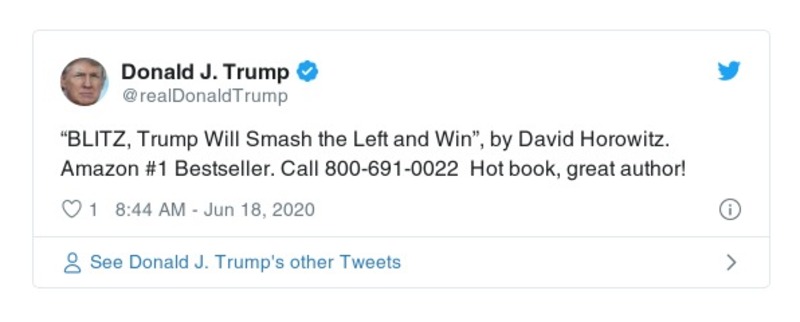 Donald J. Trump
@realDonaldTrump
“BLITZ, Trump Will Smash the Left and Win”, by David Horowitz.
Amazon #1 Bestseller. Call 800-691-0022  Hot book, great author!
1 8:44 AM - Jun 18, 2020
See Donald J. Trump's other Tweets